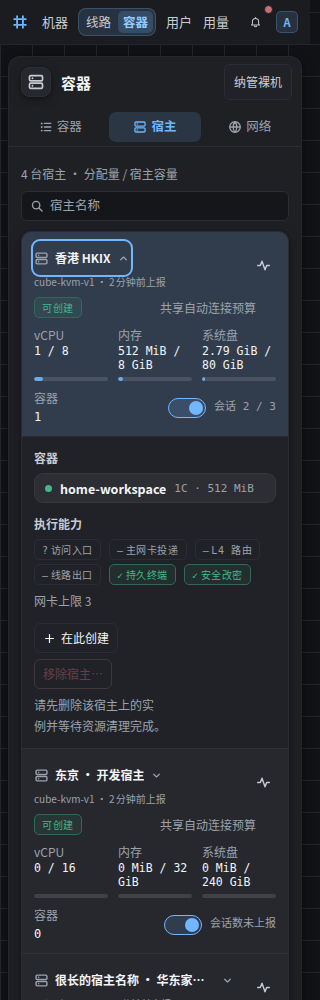 机器 线路 容器 用户 用量 A
容器 纳管裸机
容器 宿主 网络
4 台宿主 · 分配量 / 宿主容量
宿主名称
香港 HKIX
cube-kvm-v1 · 2分钟前上报
可创建 共享自动连接预算
vCPU 内存 系统盘
1 / 8 512 MiB / 8 GiB 2.79 GiB / 80 GiB
容器
1 会话 2 / 3
容器
home-workspace 1C · 512 MiB
执行能力
? 访问入口 — 主网卡投递 — L4 路由
— 线路出口 ✓ 持久终端 ✓ 安全改密
网卡上限 3
+ 在此创建
移除宿主…
请先删除该宿主上的实
例并等待资源清理完成。
东京 · 开发宿主
cube-kvm-v1 · 2分钟前上报
可创建 共享自动连接预算
vCPU 内存 系统盘
0 / 16 0 MiB / 32 GiB 0 MiB / 240 GiB
容器
0 会话数未上报
很长的宿主名称 · 华东家…